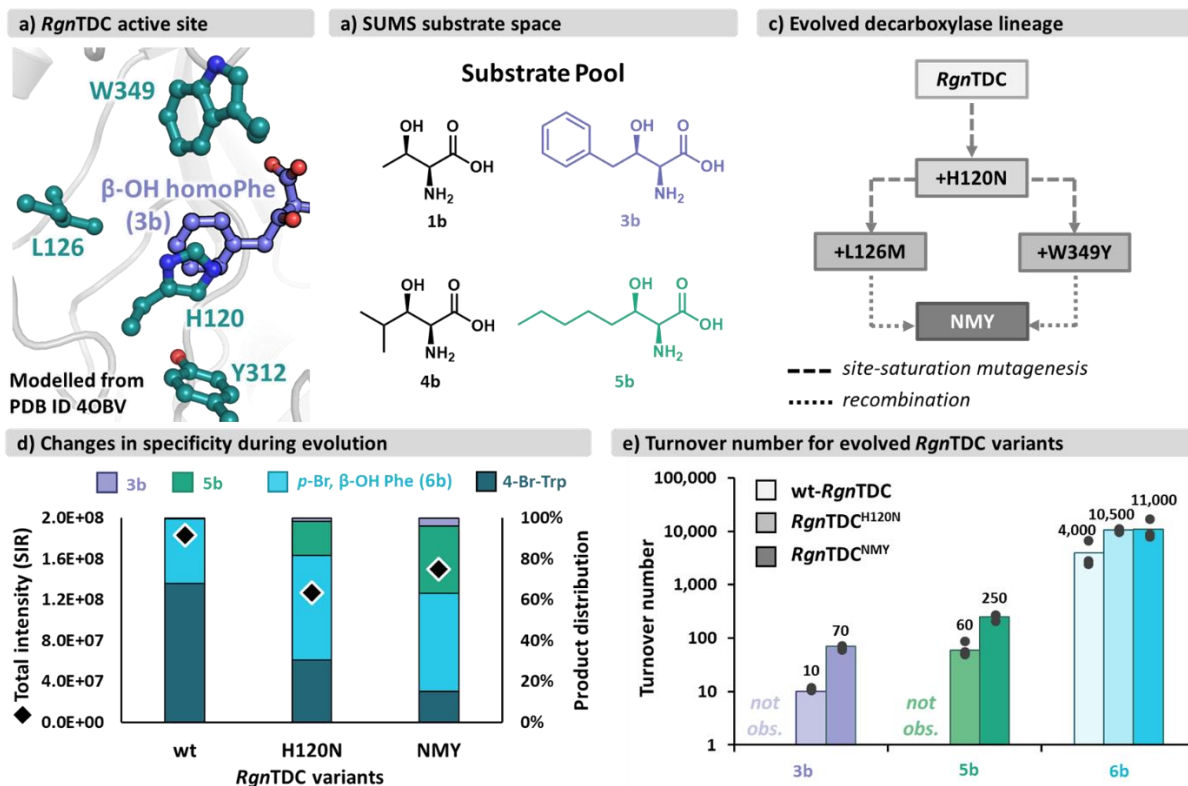 a) RgnTDC active site
W349
β-OH homoPhe
(3b)
L126
H120
Y312
Modelled from
PDB ID 4OBV
a) SUMS substrate space
Substrate Pool
OH O
OH
NH2
1b
OH O
OH
NH2
3b
OH O
OH
NH2
4b
OH O
OH
NH2
5b
c) Evolved decarboxylase lineage
RgnTDC
+H120N
+L126M
+W349Y
NMY
site-saturation mutagenesis
recombination
d) Changes in specificity during evolution
3b
5b
p-Br, β-OH Phe (6b)
4-Br-Trp
Total intensity (SIR)
2.0E+08
1.6E+08
1.2E+08
8.0E+07
4.0E+07
0.0E+00
100%
80%
60%
40%
20%
0%
Product distribution
wt
H120N
NMY
RgnTDC variants
e) Turnover number for evolved RgnTDC variants
Turnover number
100,000
10,000
1,000
100
10
1
wt-RgnTDC
RgnTDCH120N
RgnTDCNMY
not
obs.
10
70
not
obs.
60
250
4,000
10,500
11,000
3b
5b
6b